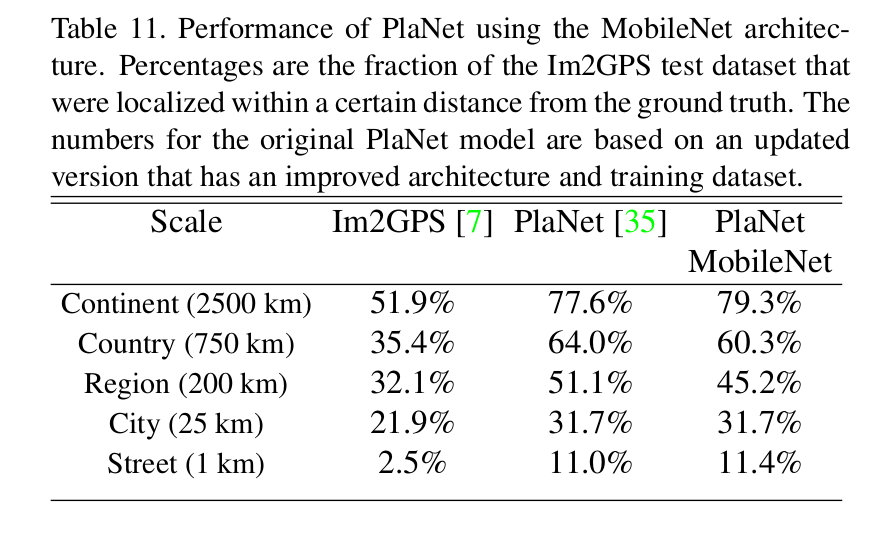 Table 11. Performance of PlaNet using the MobileNet architec-
ture. Percentages are the fraction of the Im2GPS test dataset that
were localized within a certain distance from the ground truth. The
numbers for the original PlaNet model are based on an updated
version that has an improved architecture and training dataset.
Scale Im2GPS [7] PlaNet [35] PlaNet
MobileNet
Continent (2500 km) 51.9% 77.6% 79.3%
Country (750 km) 35.4% 64.0% 60.3%
Region (200 km) 32.1% 51.1% 45.2%
City (25 km) 21.9% 31.7% 31.7%
Street (1 km) 2.5% 11.0% 11.4%